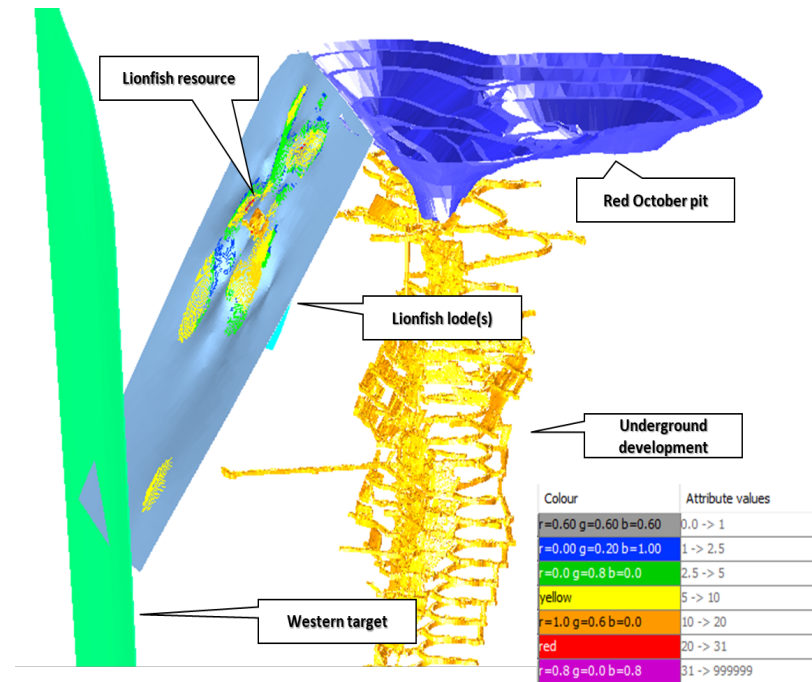 Lionfish resource
Red October pit
Lionfish lode(s)
Underground
development
Western target
Colour Attribute values
r=0.60 g=0.60 b=0.60 0.0 -> 1
r=0.00 g=0.20 b=1.00 1 -> 2.5
r=0.0 g=0.8 b=0.0 2.5 -> 5
yellow 5 -> 10
r=1.0 g=0.6 b=0.0 10 -> 20
red 20 -> 31
r=0.8 g=0.0 b=0.8 31 -> 999999